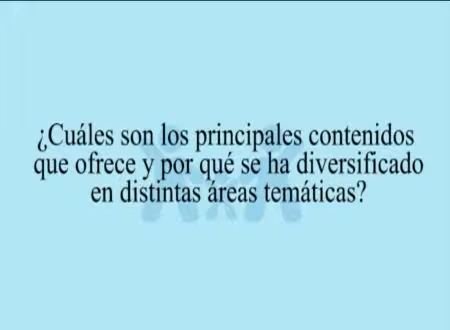 ¿Cuáles son los principales contenidos
que ofrece y por qué se ha diversificado
en distintas áreas temáticas?